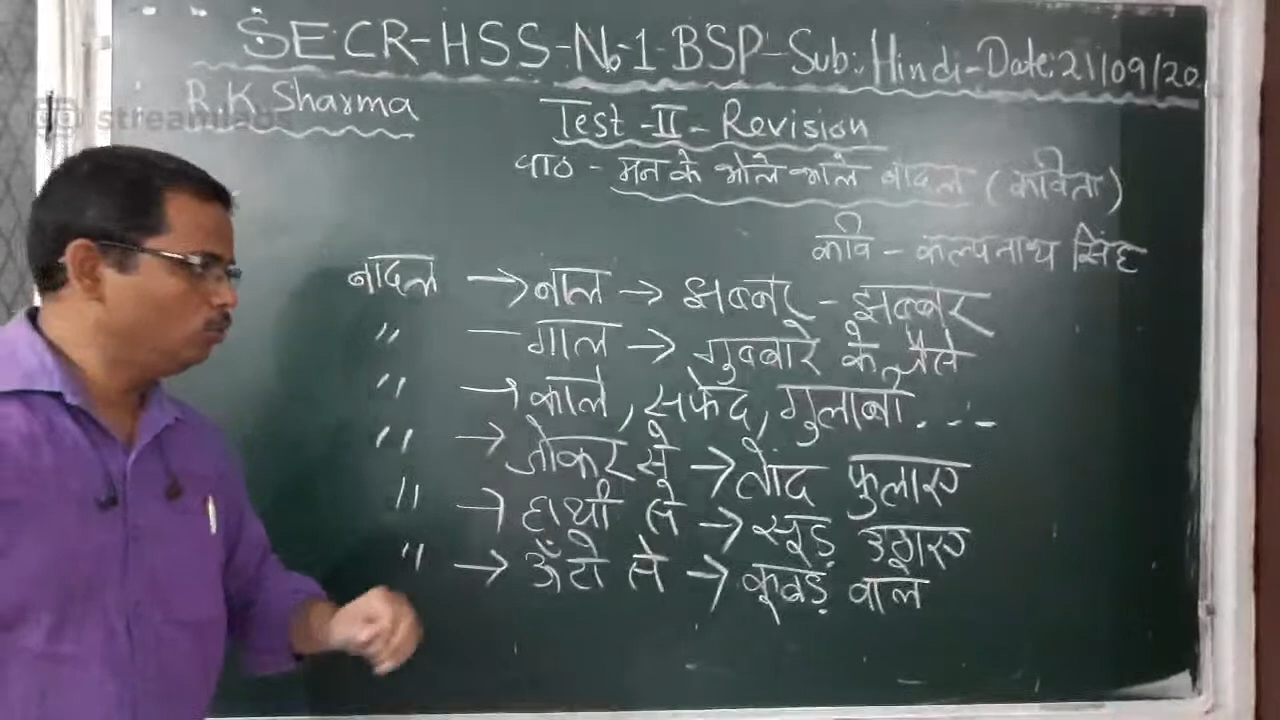 SECR-HSS-No-1-BSP-Sub: Hindi-Date: 21/09/20
R.K Sharma
streamlabs
Test-II-Revision
पाठ - मन के भोले-भाले बादल (कविता)
कवि - कल्पनाथ सिंह
बादल → बाल → झब्बर - झब्बर
" — गाल → गुब्बारे के जैसे
" → काले, सफेद, गुलाबी. . . -
" → जोकर से → तोंद फुलाए
" → हाथी से → सूड़ उठाए
" → ऊँटो से → कूबड़ वाल